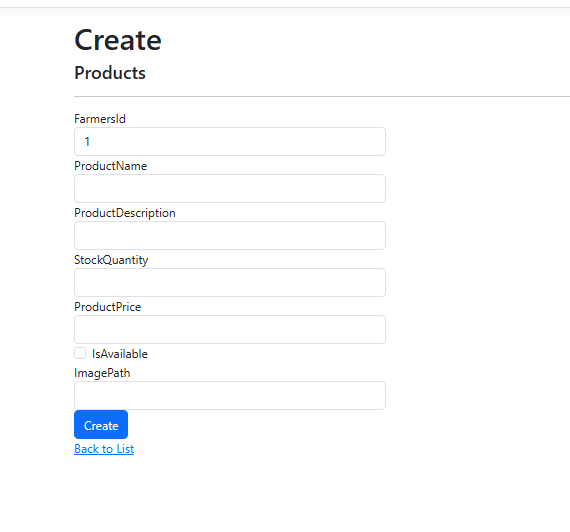 Create
Products
FarmersId
1
ProductName
ProductDescription
StockQuantity
ProductPrice
IsAvailable
ImagePath
Create
Back to List